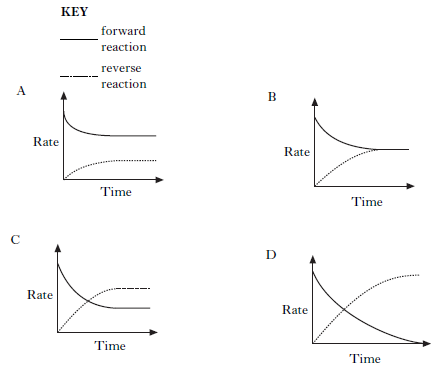 KEY
forward
reaction
reverse
reaction
A
Rate
Time
B
Rate
Time
C
Rate
Time
D
Rate
Time